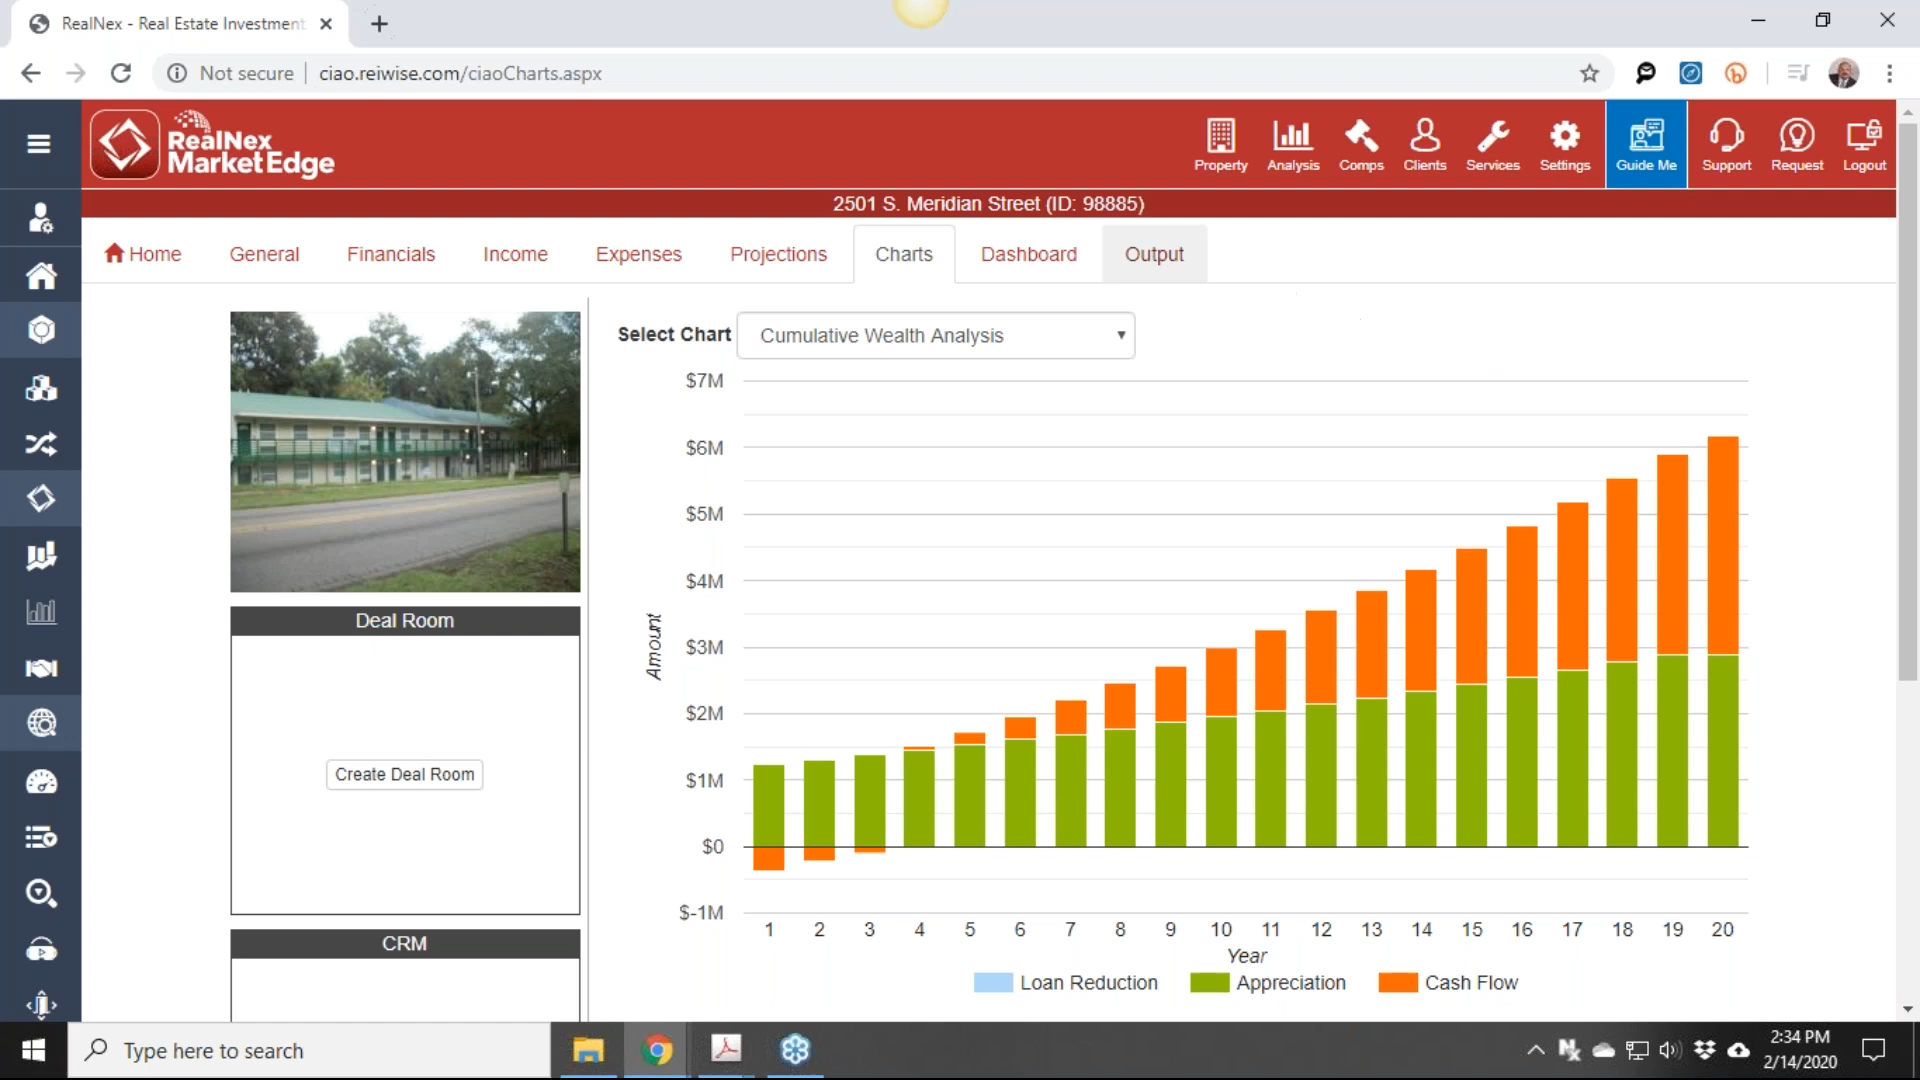 RealNex - Real Estate Investment
Not secure
ciao.reiwise.com/ciaoCharts.aspx
RealNex
MarketEdge
Property
Analysis
Comps
Clients
Services
Settings
Guide Me
Support
Request
Logout
2501 S. Meridian Street (ID: 98885)
Home
General
Financials
Income
Expenses
Projections
Charts
Dashboard
Output
Select Chart
Cumulative Wealth Analysis
$7M
$6M
$5M
$4M
$3M
$2M
$1M
$0
$-1M
Amount
1 2 3 4 5 6 7 8 9 10 11 12 13 14 15 16 17 18 19 20
Year
Loan Reduction
Appreciation
Cash Flow
Deal Room
Create Deal Room
CRM
Type here to search
2:34 PM
2/14/2020